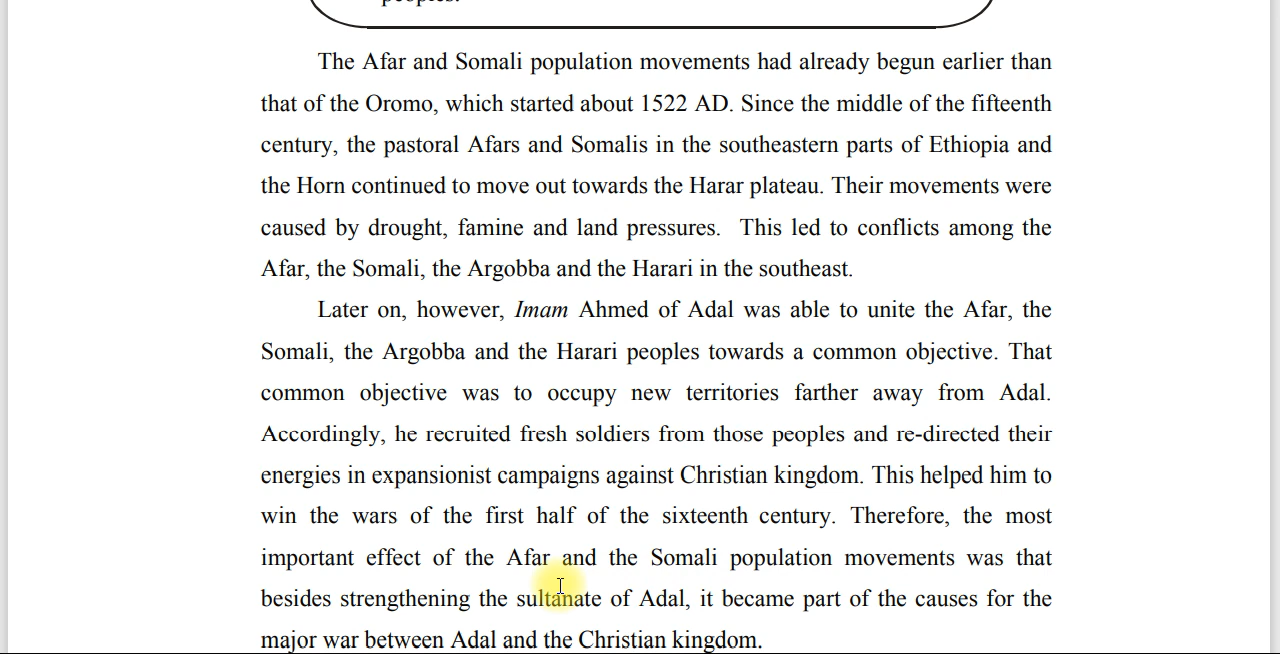 peoples.
The Afar and Somali population movements had already begun earlier than
that of the Oromo, which started about 1522 AD. Since the middle of the fifteenth
century, the pastoral Afars and Somalis in the southeastern parts of Ethiopia and
the Horn continued to move out towards the Harar plateau. Their movements were
caused by drought, famine and land pressures. This led to conflicts among the
Afar, the Somali, the Argobba and the Harari in the southeast.
Later on, however, Imam Ahmed of Adal was able to unite the Afar, the
Somali, the Argobba and the Harari peoples towards a common objective. That
common objective was to occupy new territories farther away from Adal.
Accordingly, he recruited fresh soldiers from those peoples and re-directed their
energies in expansionist campaigns against Christian kingdom. This helped him to
win the wars of the first half of the sixteenth century. Therefore, the most
important effect of the Afar and the Somali population movements was that
besides strengthening the sultanate of Adal, it became part of the causes for the
major war between Adal and the Christian kingdom.